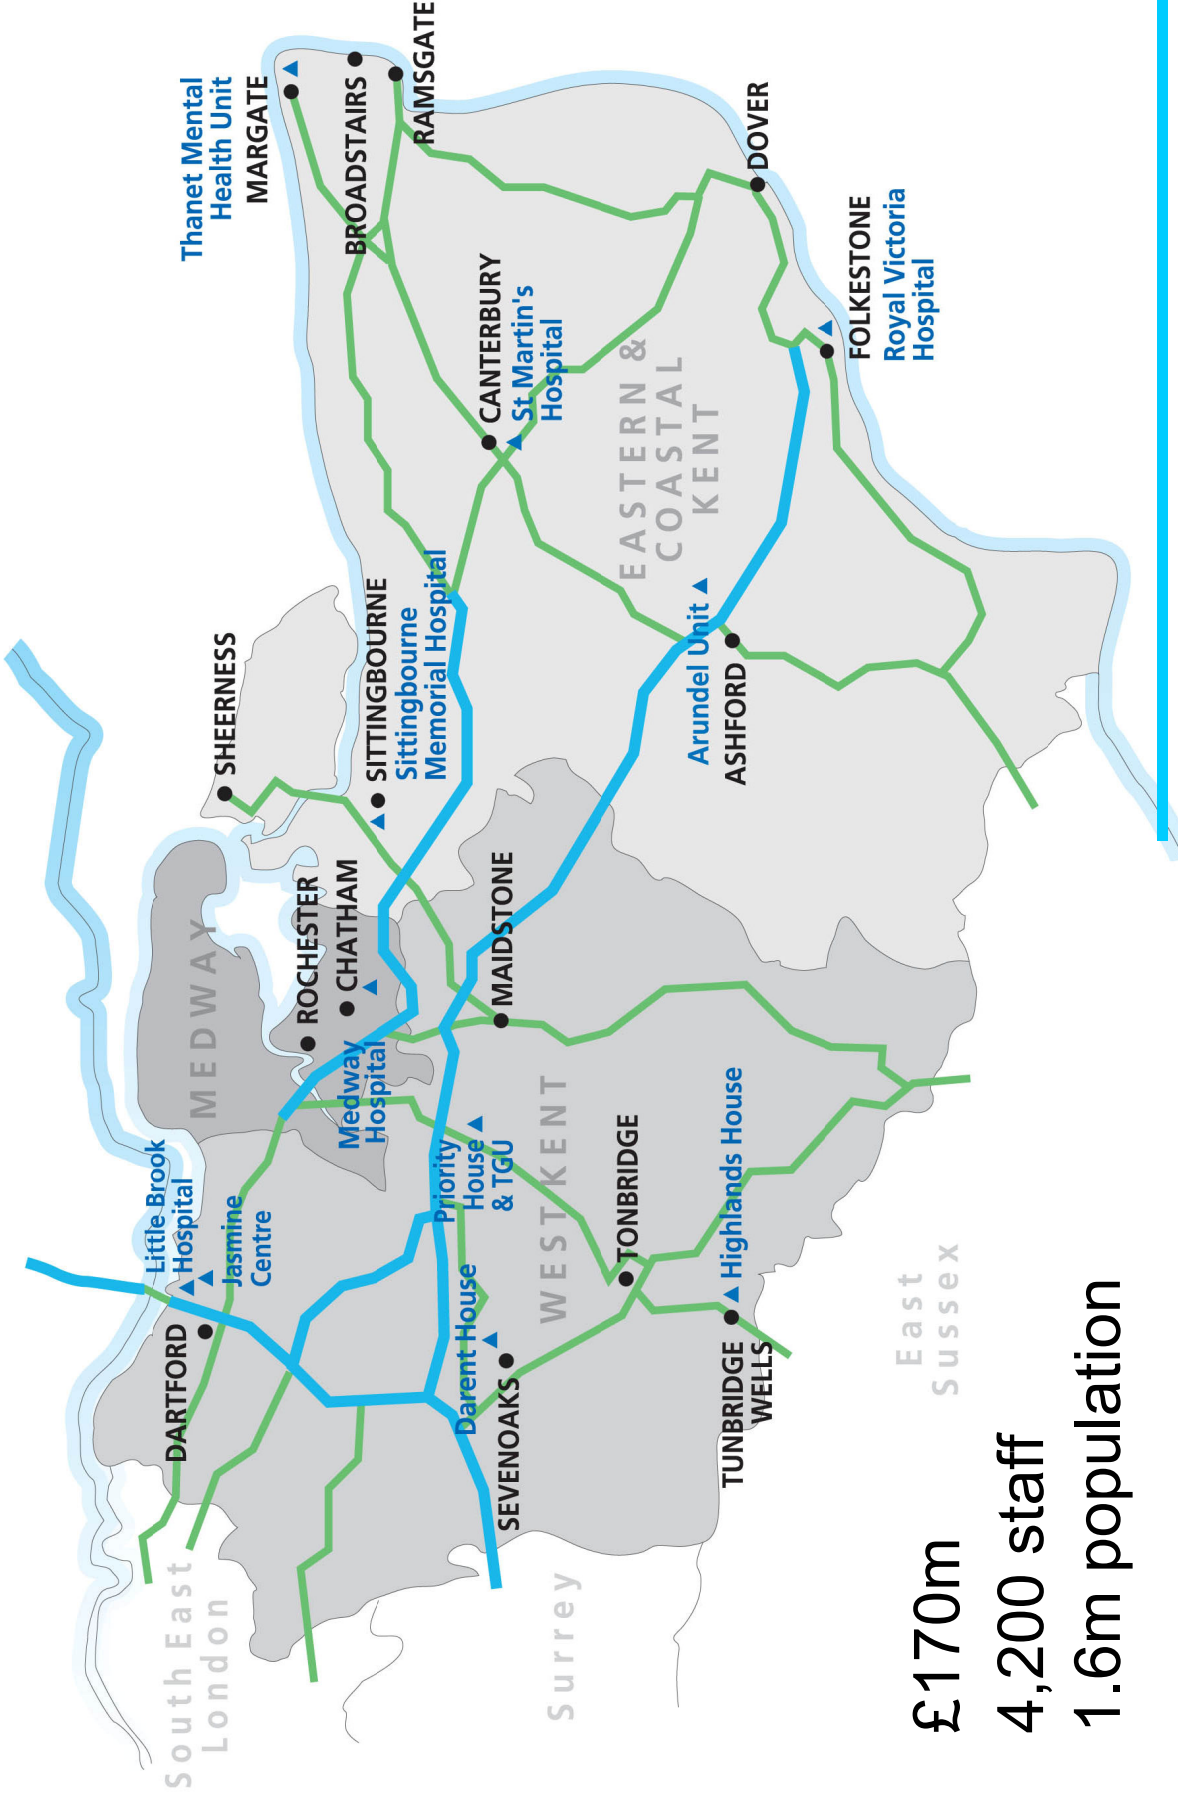 Thanet Mental
Health Unit
MARGATE
BROADSTAIRS
RAMSGATE
SHEERNESS
MEDWAY
Little Brook
Hospital
Jasmine
Centre
DARTFORD
South East
London
ROCHESTER
CHATHAM
Medway
Hospital
SITTINGBOURNE
Sittingbourne
Memorial Hospital
CANTERBURY
St Martin's
Hospital
DOVER
FOLKESTONE
Royal Victoria
Hospital
EASTERN &
COASTAL
KENT
Arundel Unit
ASHFORD
MAIDSTONE
Priority
House
& TGU
WEST KENT
Darent House
SEVENOAKS
TONBRIDGE
Highlands House
TUNBRIDGE
WELLS
Surrey
East
Sussex
£170m
4,200 staff
1.6m population